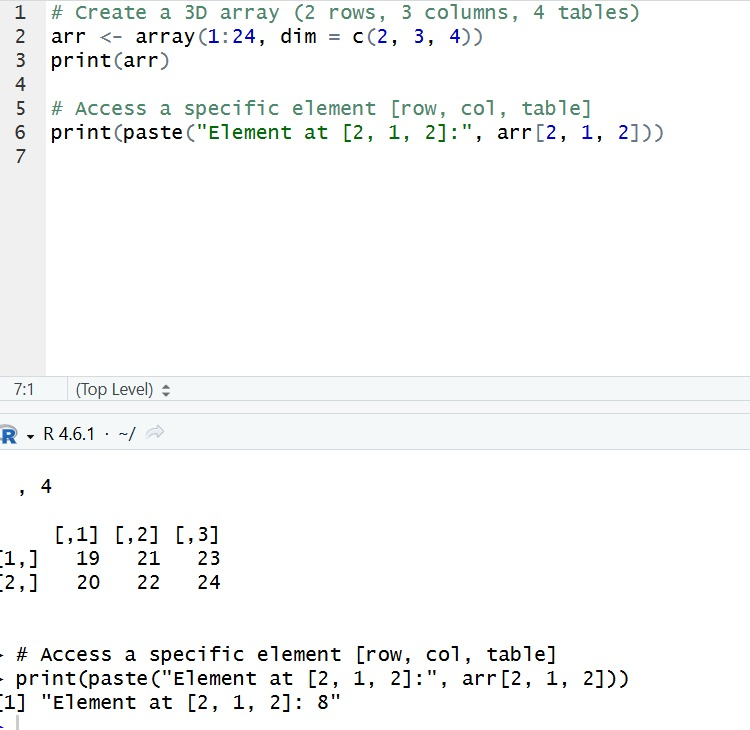 1 # Create a 3D array (2 rows, 3 columns, 4 tables)
2 arr <- array(1:24, dim = c(2, 3, 4))
3 print(arr)
4
5 # Access a specific element [row, col, table]
6 print(paste("Element at [2, 1, 2]:", arr[2, 1, 2]))
7
7:1 (Top Level)
R R 4.6.1 · ~/
, 4
[,1] [,2] [,3]
[1,] 19 21 23
[2,] 20 22 24
> # Access a specific element [row, col, table]
> print(paste("Element at [2, 1, 2]:", arr[2, 1, 2]))
[1] "Element at [2, 1, 2]: 8"
>